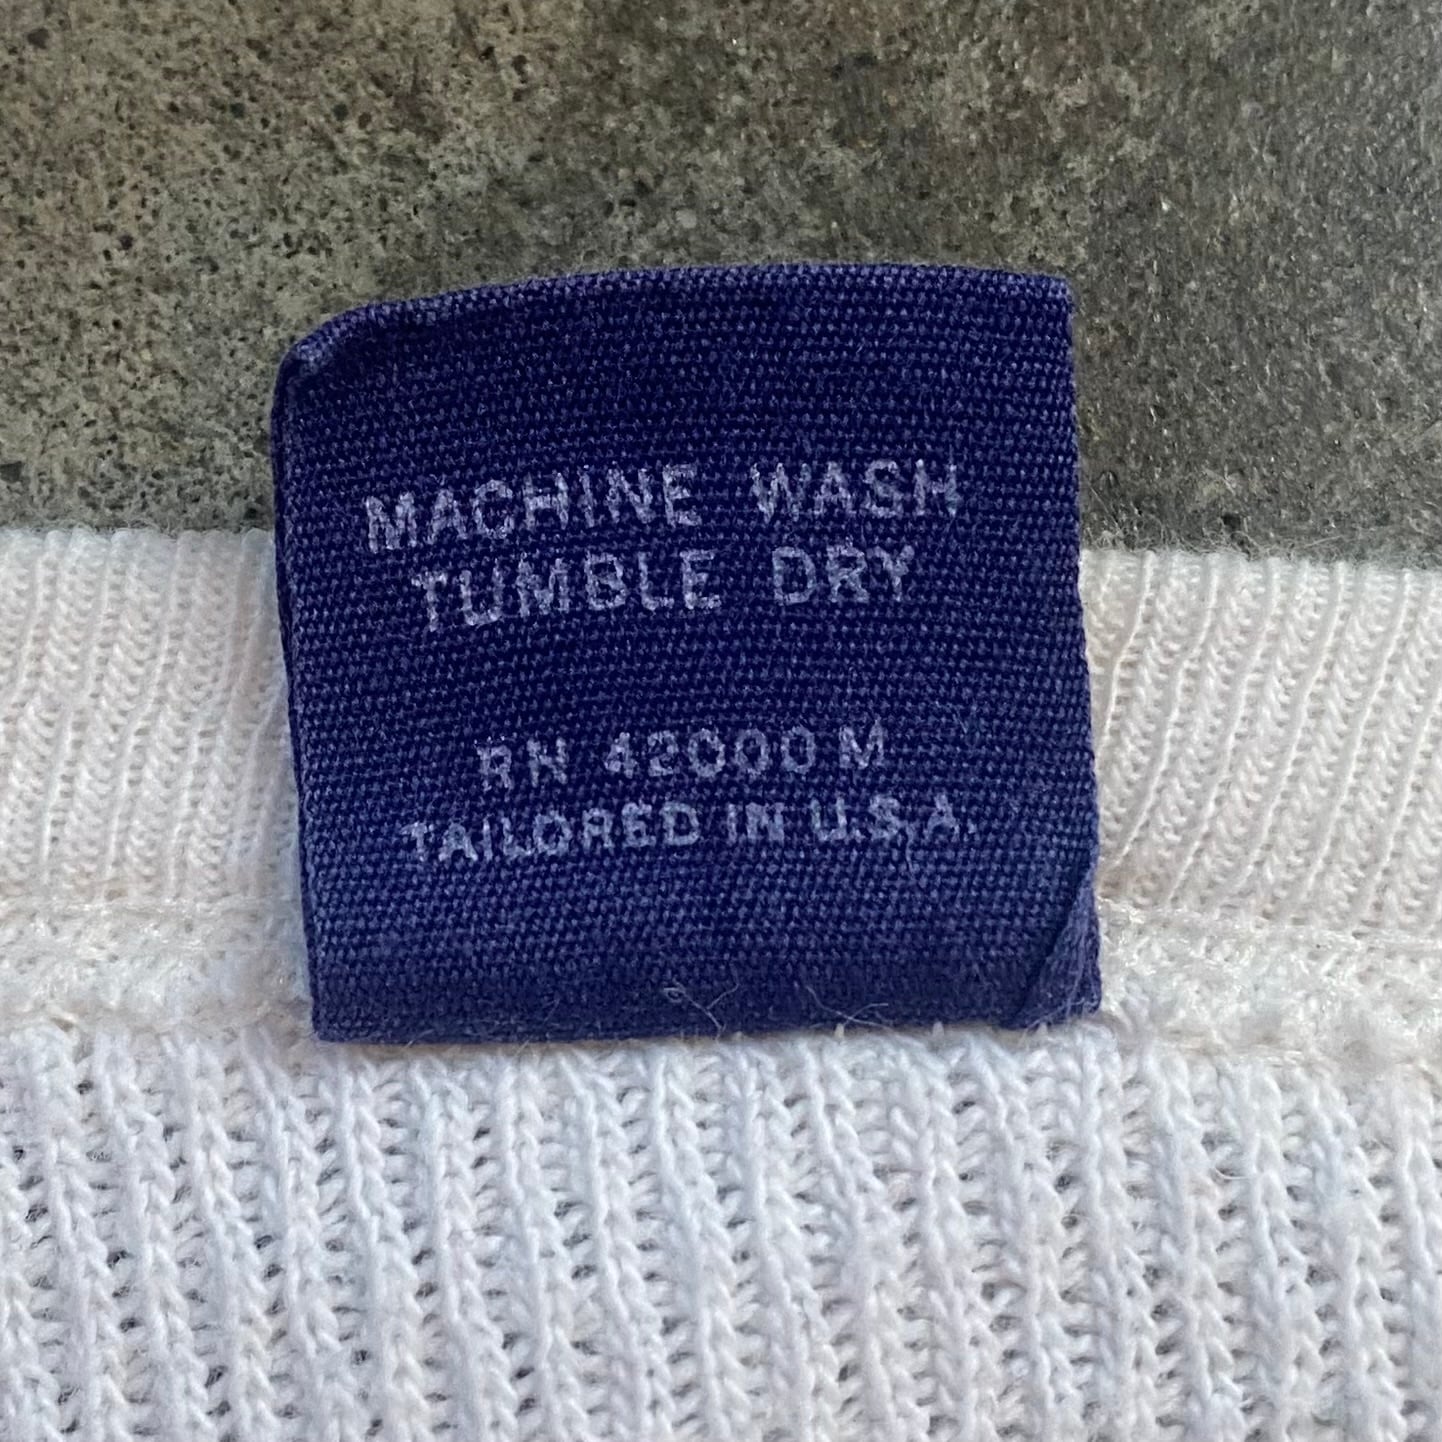 MACHINE WASH
TUMBLE DRY
RN 42000 M
TAILORED IN U.S.A.